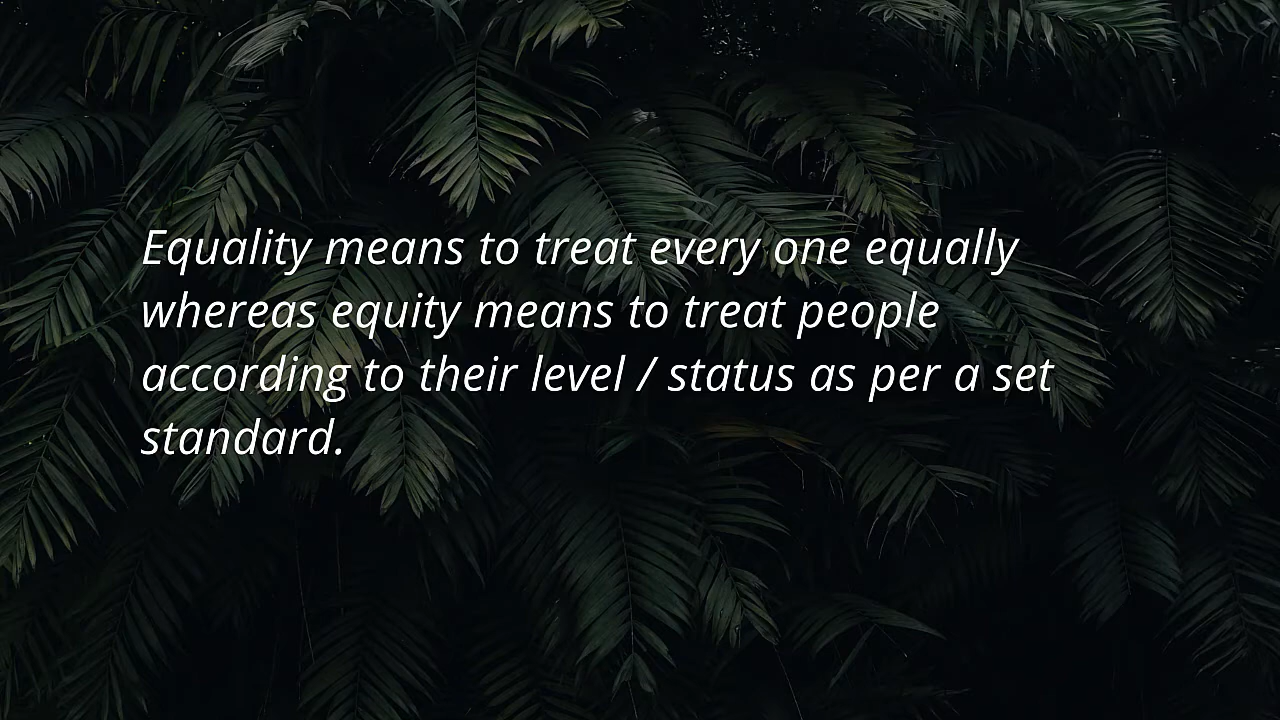 Equality means to treat every one equally
whereas equity means to treat people
according to their level / status as per a set
standard.